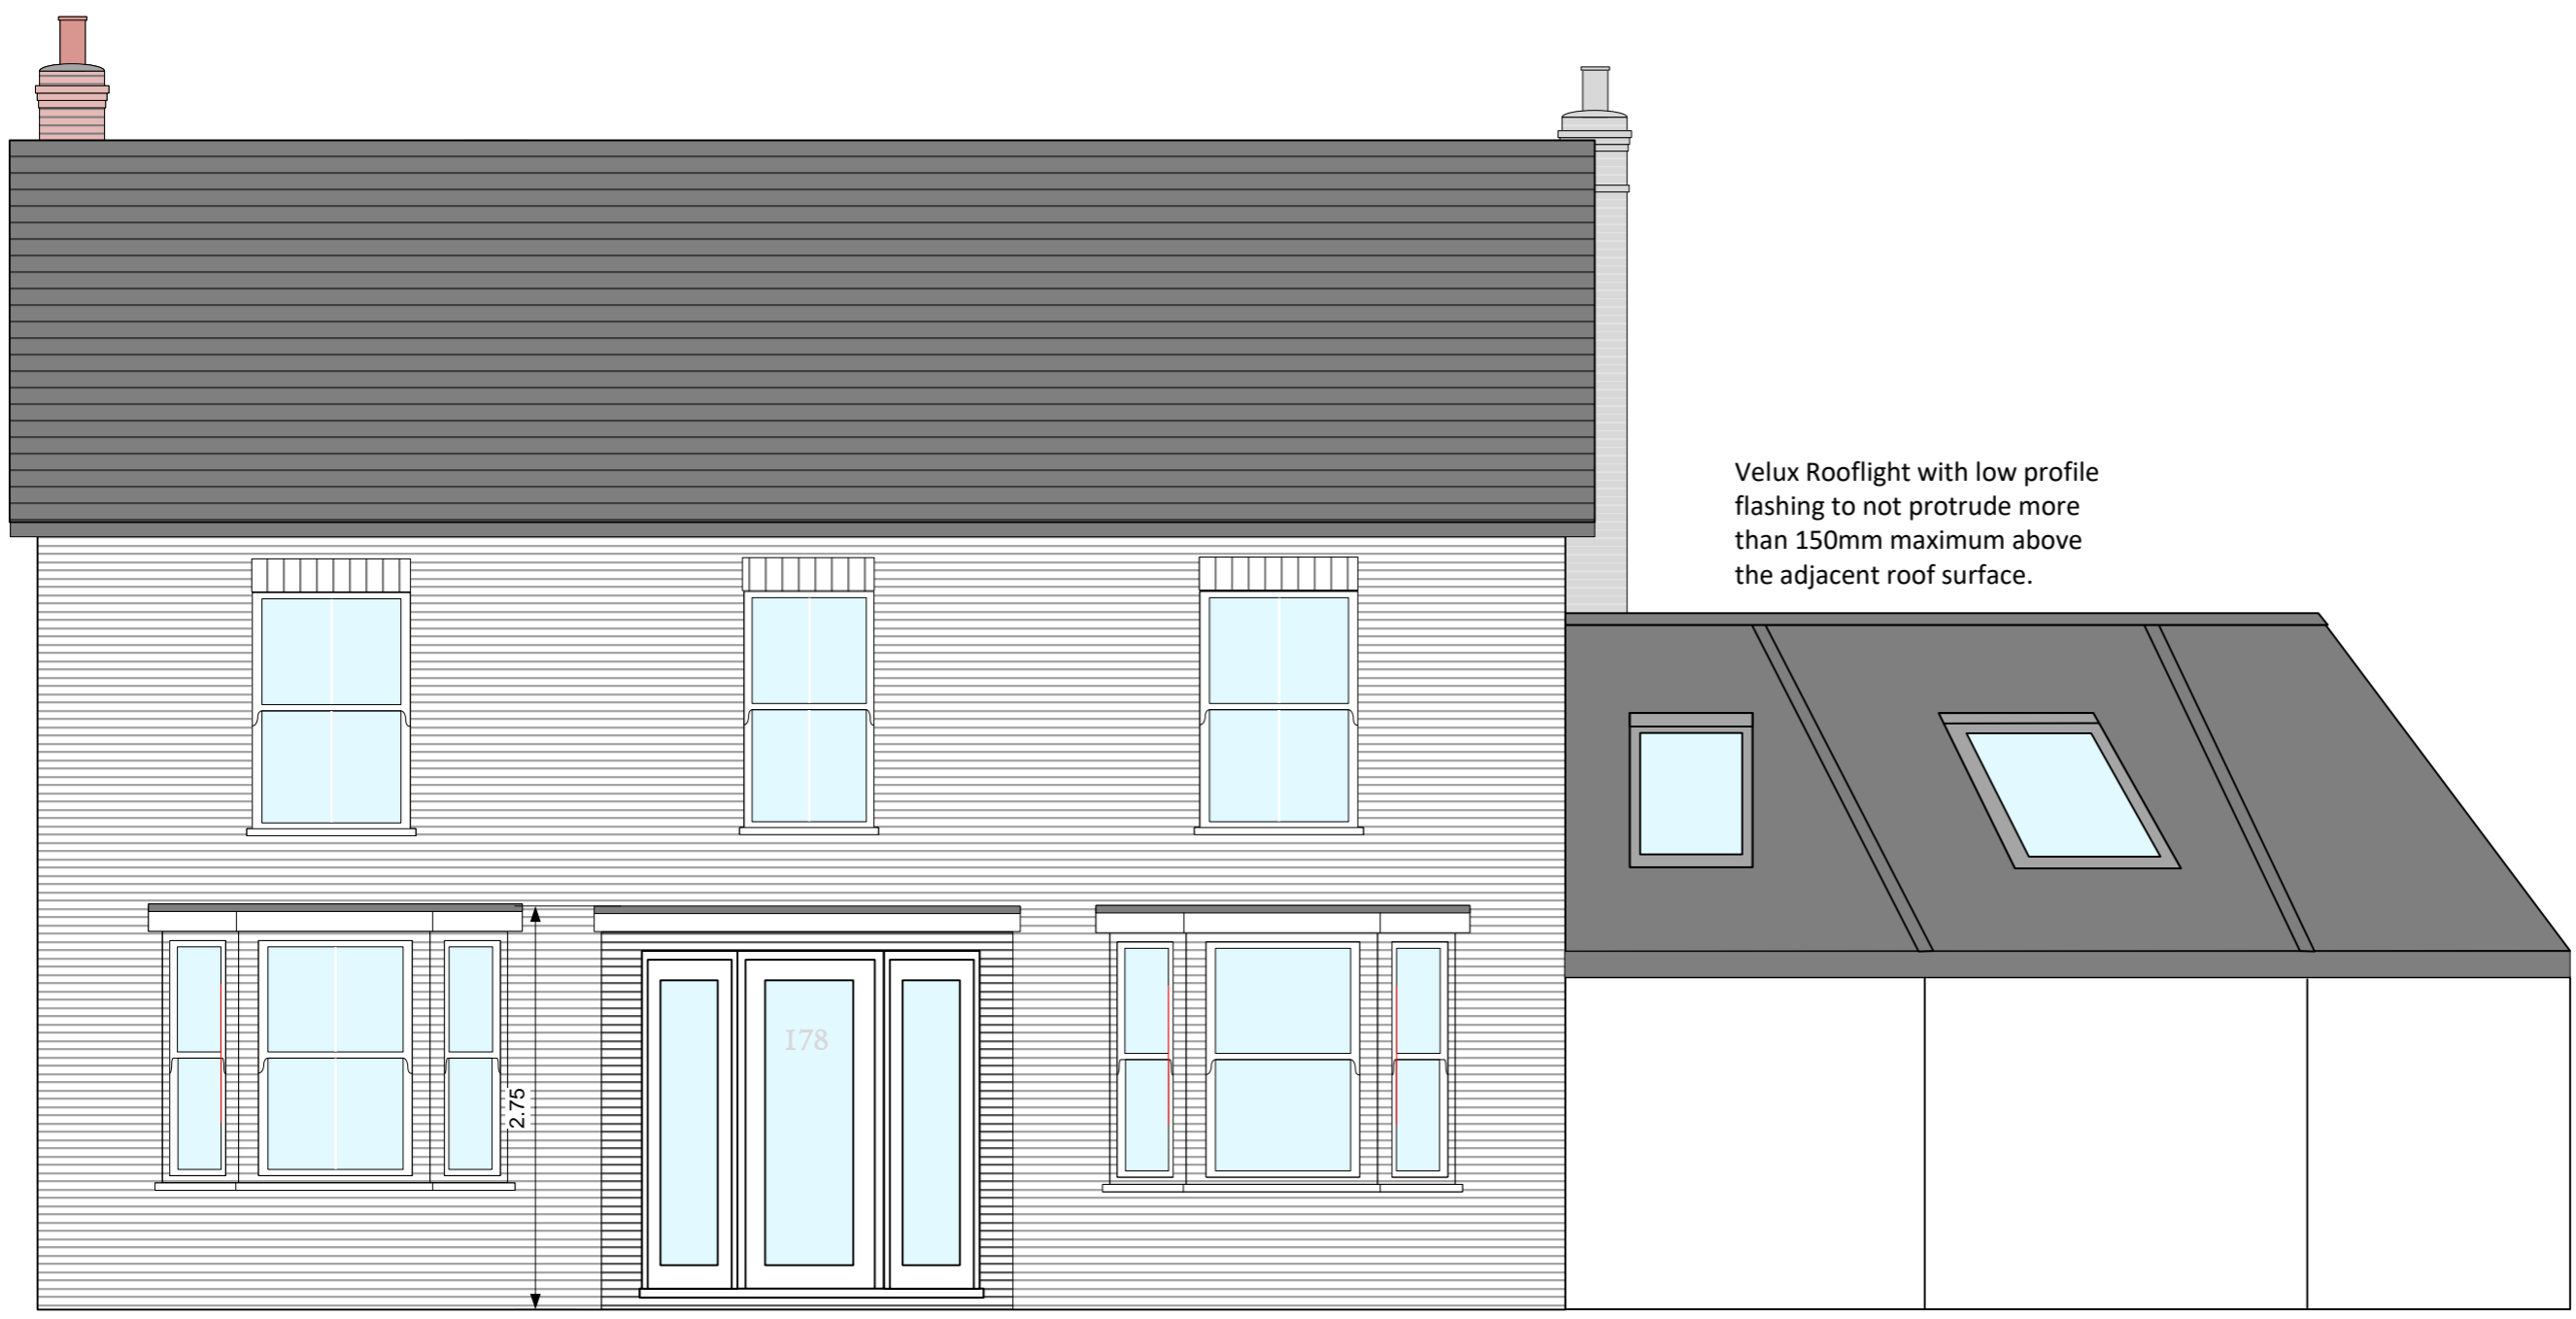 Velux Rooflight with low profile
flashing to not protrude more
than 150mm maximum above
the adjacent roof surface.
178
2.75